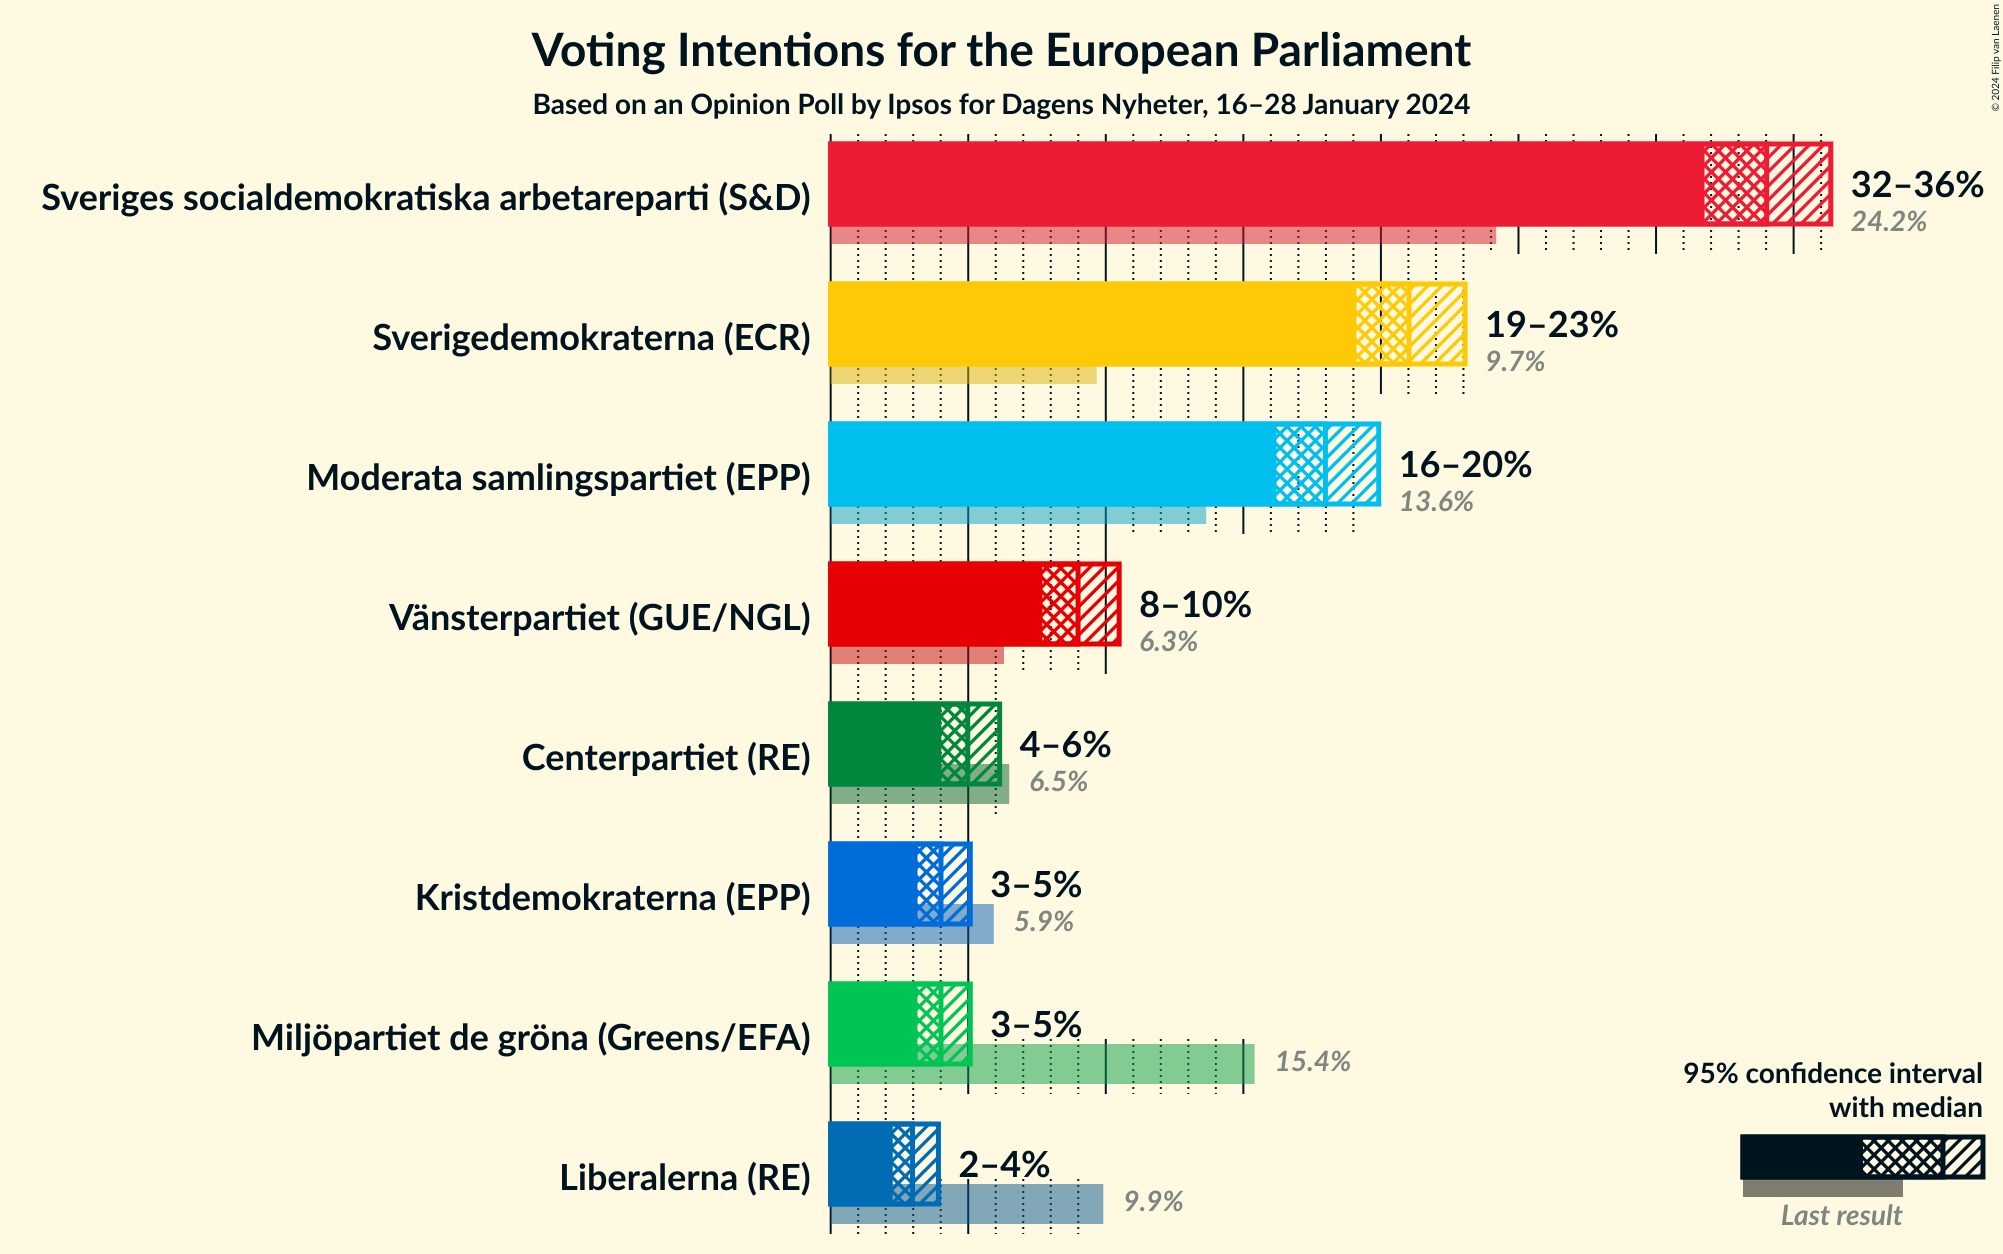 Voting Intentions for the European Parliament
Based on an Opinion Poll by Ipsos for Dagens Nyheter, 16–28 January 2024
© 2024 Filip van Laenen
Sveriges socialdemokratiska arbetareparti (S&D)
32–36%
24.2%
Sverigedemokraterna (ECR)
19–23%
9.7%
Moderata samlingspartiet (EPP)
16–20%
13.6%
Vänsterpartiet (GUE/NGL)
8–10%
6.3%
Centerpartiet (RE)
4–6%
6.5%
Kristdemokraterna (EPP)
3–5%
5.9%
Miljöpartiet de gröna (Greens/EFA)
3–5%
15.4%
Liberalerna (RE)
2–4%
9.9%
95% confidence interval
with median
Last result